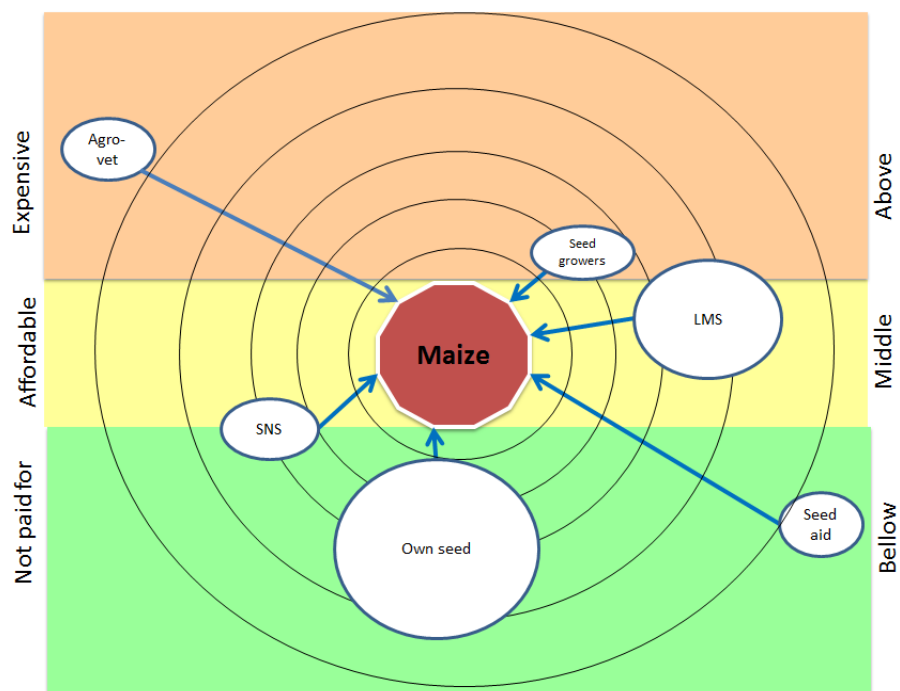 Expensive
Above
Agro-
vet
Seed
growers
Affordable
Middle
LMS
Maize
SNS
Not paid for
Bellow
Own seed
Seed
aid